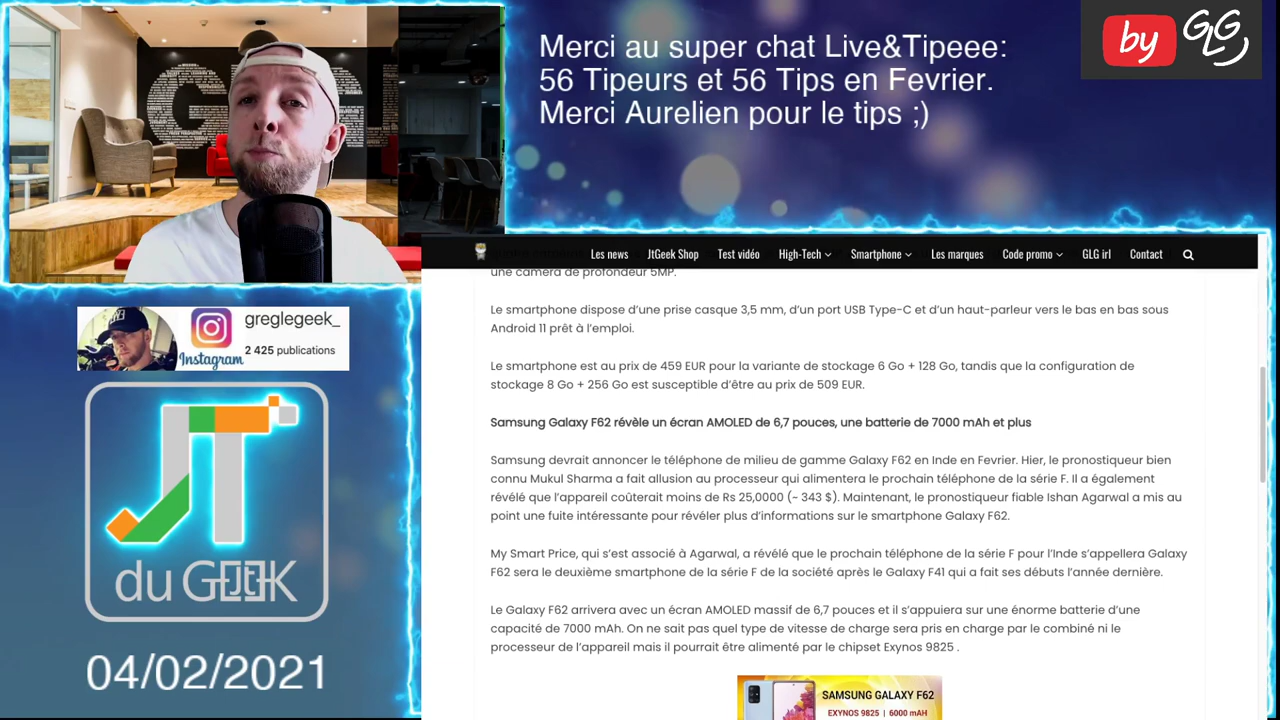 Merci au super chat Live&Tipeee:
56 Tipeurs et 56 Tips en Fevrier.
Merci Aurelien pour le tips ;)
by GLG
greglegeek_
Instagram
2 425 publications
JT
du GEEK
04/02/2021
Les news JtGeek Shop Test vidéo High-Tech Smartphone Les marques Code promo GLG irl Contact
une caméra de profondeur 5MP.
Le smartphone dispose d'une prise casque 3,5 mm, d'un port USB Type-C et d'un haut-parleur vers le bas en bas sous
Android 11 prêt à l'emploi.
Le smartphone est au prix de 459 EUR pour la variante de stockage 6 Go + 128 Go, tandis que la configuration de
stockage 8 Go + 256 Go est susceptible d'être au prix de 509 EUR.
Samsung Galaxy F62 révèle un écran AMOLED de 6,7 pouces, une batterie de 7000 mAh et plus
Samsung devrait annoncer le téléphone de milieu de gamme Galaxy F62 en Inde en Fevrier. Hier, le pronostiqueur bien
connu Mukul Sharma a fait allusion au processeur qui alimentera le prochain téléphone de la série F. Il a également
révélé que l'appareil coûterait moins de Rs 25,0000 (~ 343 $). Maintenant, le pronostiqueur fiable Ishan Agarwal a mis au
point une fuite intéressante pour révéler plus d'informations sur le smartphone Galaxy F62.
My Smart Price, qui s'est associé à Agarwal, a révélé que le prochain téléphone de la série F pour l'Inde s'appellera Galaxy
F62 sera le deuxième smartphone de la série F de la société après le Galaxy F41 qui a fait ses débuts l'année dernière.
Le Galaxy F62 arrivera avec un écran AMOLED massif de 6,7 pouces et il s'appuiera sur une énorme batterie d'une
capacité de 7000 mAh. On ne sait pas quel type de vitesse de charge sera pris en charge par le combiné ni le
processeur de l'appareil mais il pourrait être alimenté par le chipset Exynos 9825 .
SAMSUNG GALAXY F62
EXYNOS 9825 | 6000 mAH